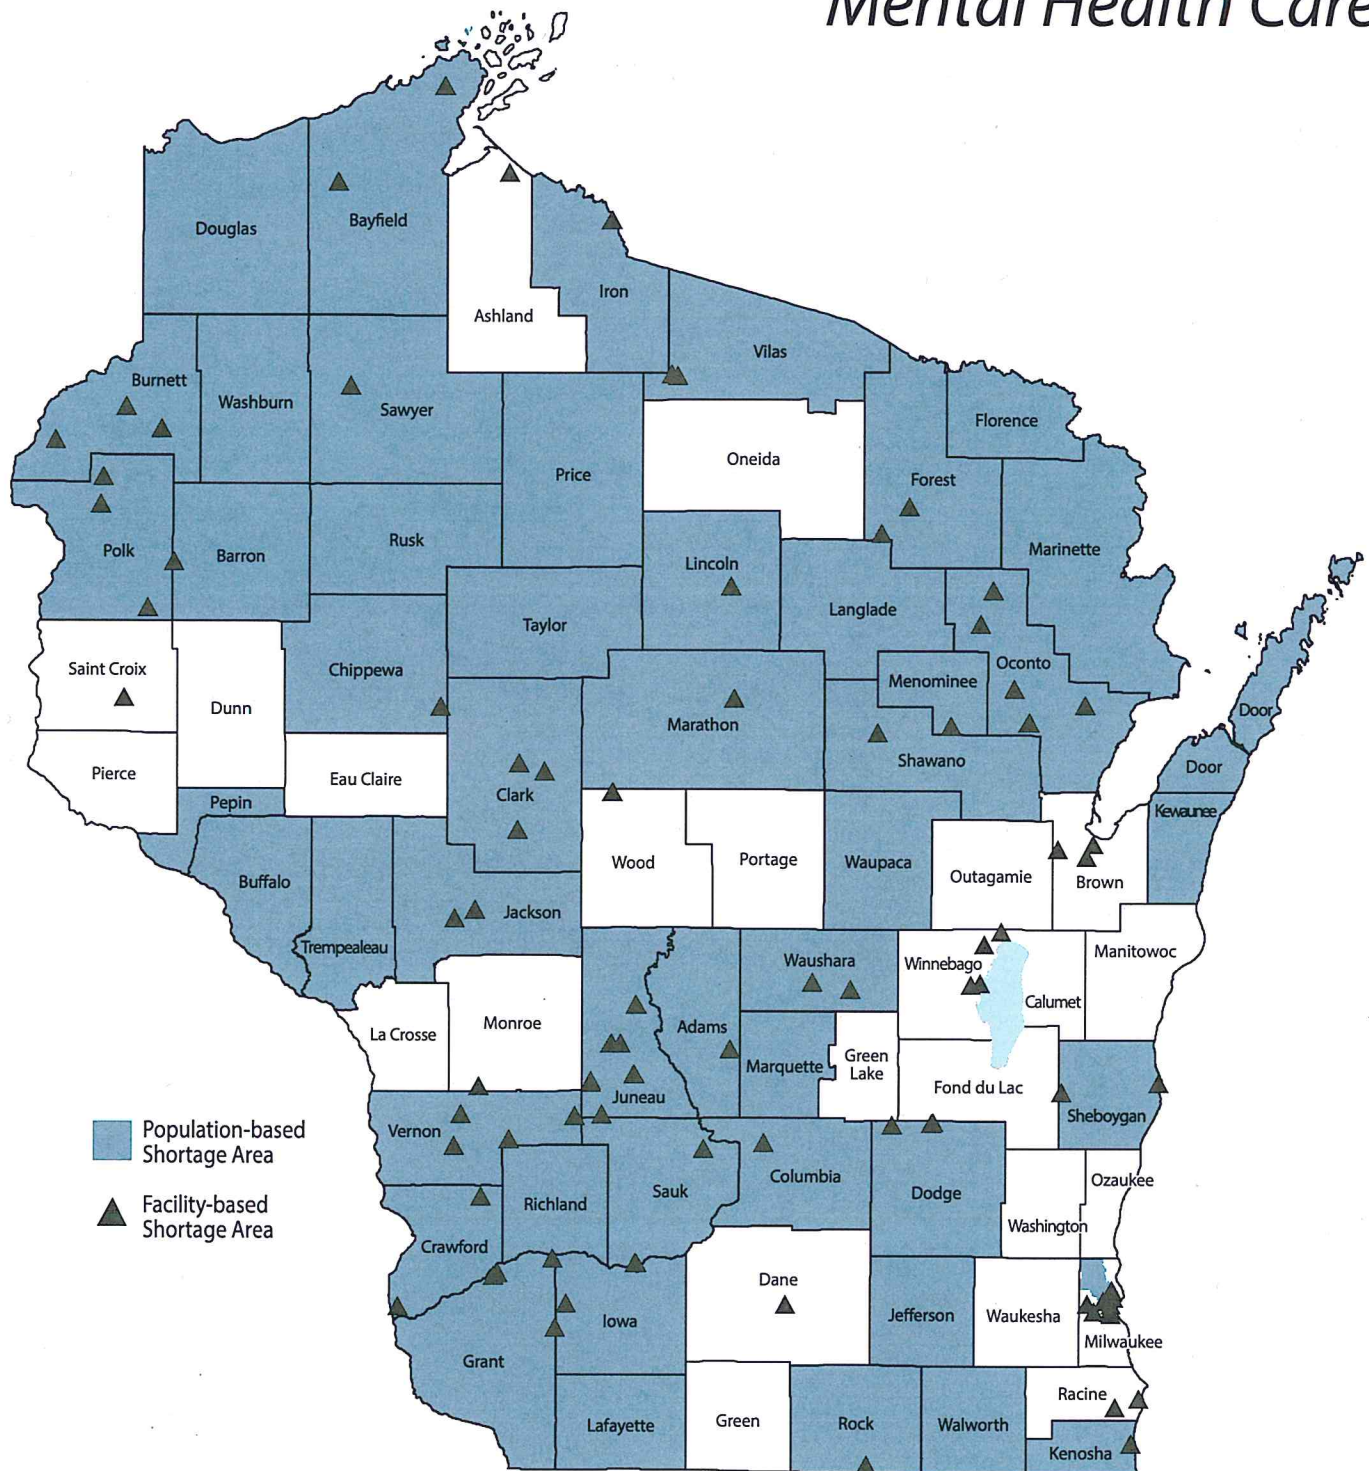 Mental Health Care
Douglas
Bayfield
Ashland
Iron
Vilas
Burnett
Washburn
Sawyer
Price
Oneida
Florence
Forest
Marinette
Polk
Barron
Rusk
Lincoln
Langlade
Taylor
Saint Croix
Dunn
Chippewa
Marathon
Menominee
Oconto
Door
Pierce
Eau Claire
Clark
Shawano
Door
Pepin
Kewaunee
Wood
Portage
Waupaca
Outagamie
Brown
Buffalo
Trempealeau
Jackson
Waushara
Winnebago
Manitowoc
Calumet
La Crosse
Monroe
Adams
Juneau
Marquette
Green
Lake
Fond du Lac
Sheboygan
Vernon
Population-based
Shortage Area
Facility-based
Shortage Area
Richland
Sauk
Columbia
Dodge
Ozaukee
Washington
Crawford
Dane
Iowa
Jefferson
Waukesha
Milwaukee
Grant
Lafayette
Green
Rock
Walworth
Racine
Kenosha